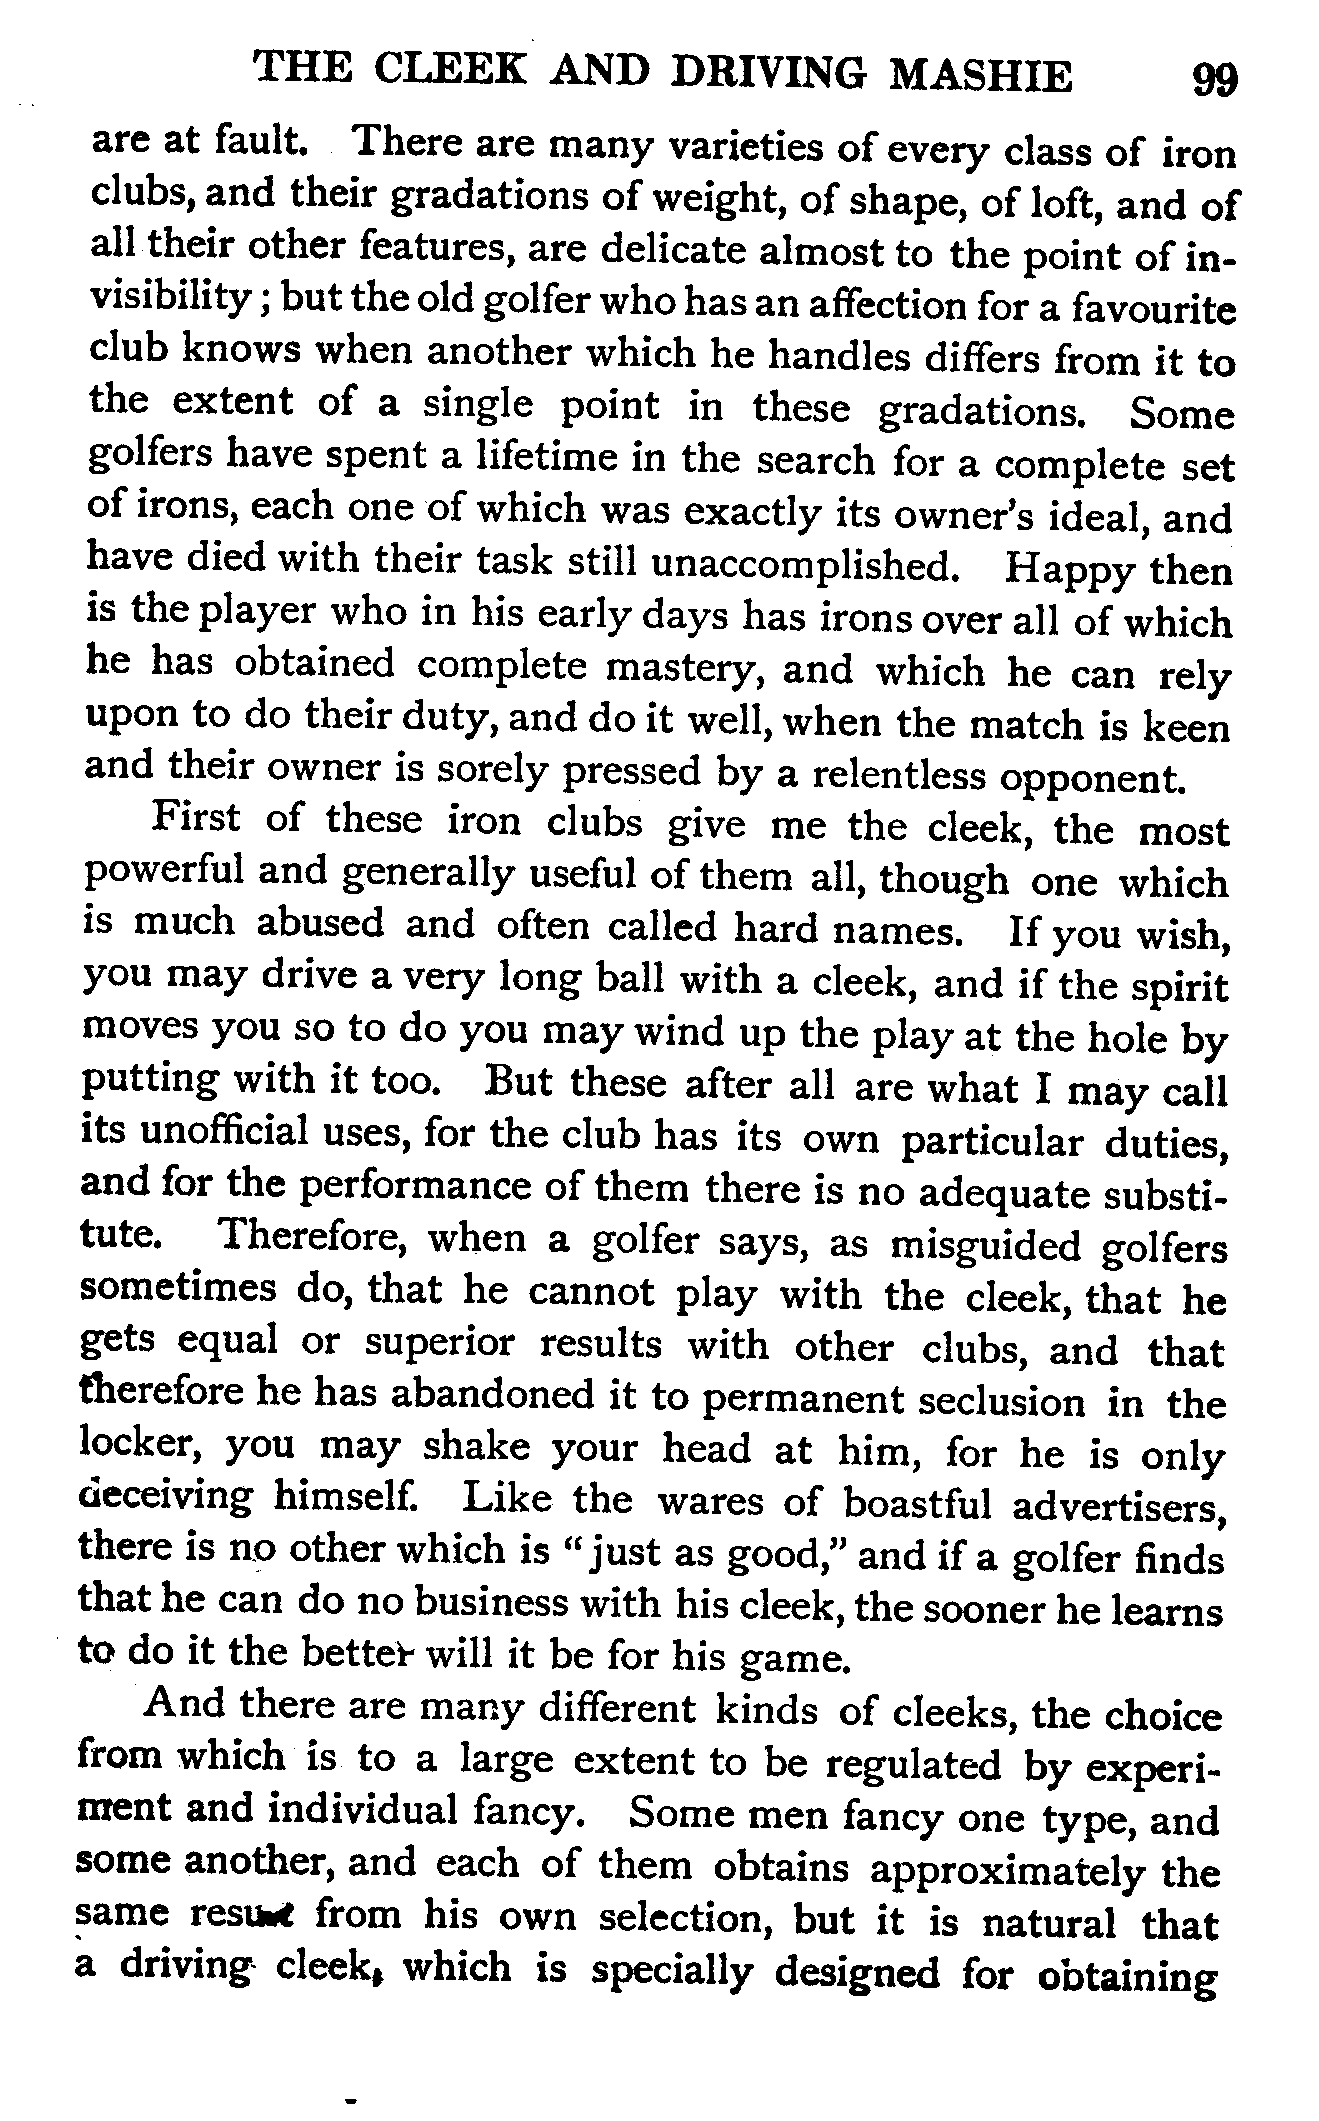 THE CLEEK AND DRIVING MASHIE 99
are at fault. There are many varieties of every class of iron
clubs, and their gradations of weight, of shape, of loft, and of
all their other features, are delicate almost to the point of in-
visibility; but the old golfer who has an affection for a favourite
club knows when another which he handles differs from it to
the extent of a single point in these gradations. Some
golfers have spent a lifetime in the search for a complete set
of irons, each one of which was exactly its owner's ideal, and
have died with their task still unaccomplished. Happy then
is the player who in his early days has irons over all of which
he has obtained complete mastery, and which he can rely
upon to do their duty, and do it well, when the match is keen
and their owner is sorely pressed by a relentless opponent.
First of these iron clubs give me the cleek, the most
powerful and generally useful of them all, though one which
is much abused and often called hard names. If you wish,
you may drive a very long ball with a cleek, and if the spirit
moves you so to do you may wind up the play at the hole by
putting with it too. But these after all are what I may call
its unofficial uses, for the club has its own particular duties,
and for the performance of them there is no adequate substi-
tute. Therefore, when a golfer says, as misguided golfers
sometimes do, that he cannot play with the cleek, that he
gets equal or superior results with other clubs, and that
therefore he has abandoned it to permanent seclusion in the
locker, you may shake your head at him, for he is only
deceiving himself. Like the wares of boastful advertisers,
there is no other which is "just as good," and if a golfer finds
that he can do no business with his cleek, the sooner he learns
to do it the better will it be for his game.
And there are many different kinds of cleeks, the choice
from which is to a large extent to be regulated by experi-
ment and individual fancy. Some men fancy one type, and
some another, and each of them obtains approximately the
same result from his own selection, but it is natural that
a driving cleek, which is specially designed for obtaining